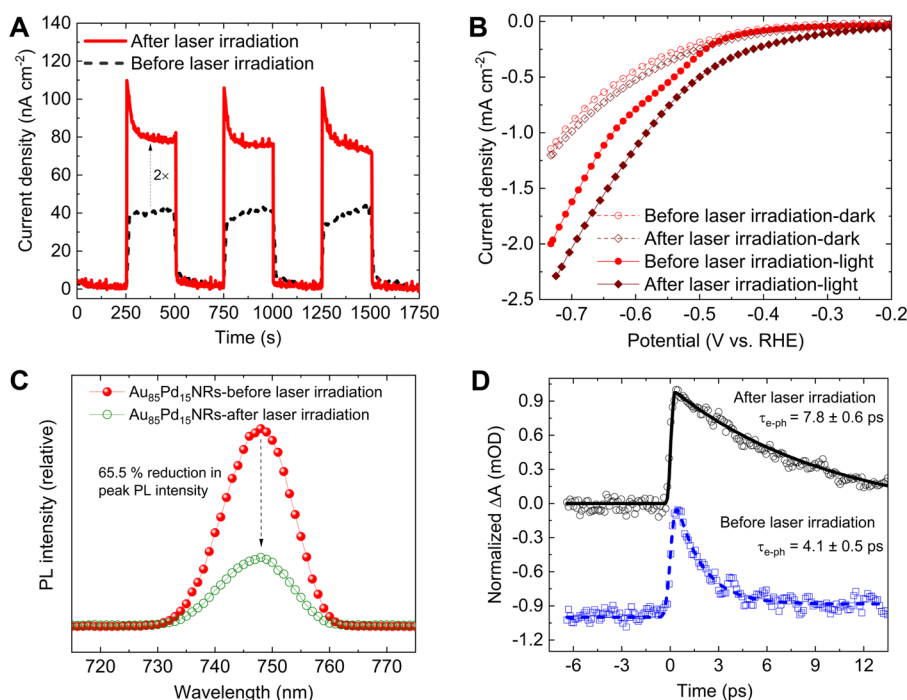 A
After laser irradiation
Before laser irradiation
2×
140
120
100
80
60
40
20
0
0 250 500 750 1000 1250 1500 1750
Current density (nA cm⁻²)
Time (s)
B
0.0
-0.5
-1.0
-1.5
-2.0
-2.5
-0.7 -0.6 -0.5 -0.4 -0.3 -0.2
Current density (mA cm⁻²)
Potential (V vs. RHE)
Before laser irradiation-dark
After laser irradiation-dark
Before laser irradiation-light
After laser irradiation-light
C
Au₈₅Pd₁₅NRs-before laser irradiation
Au₈₅Pd₁₅NRs-after laser irradiation
65.5 % reduction in
peak PL intensity
PL intensity (relative)
720 730 740 750 760 770
Wavelength (nm)
D
After laser irradiation
τₑ₋ₚₕ = 7.8 ± 0.6 ps
Before laser irradiation
τₑ₋ₚₕ = 4.1 ± 0.5 ps
0.9
0.6
0.3
0.0
-0.3
-0.6
-0.9
-1.2
Normalized ΔA (mOD)
-6 -3 0 3 6 9 12
Time (ps)